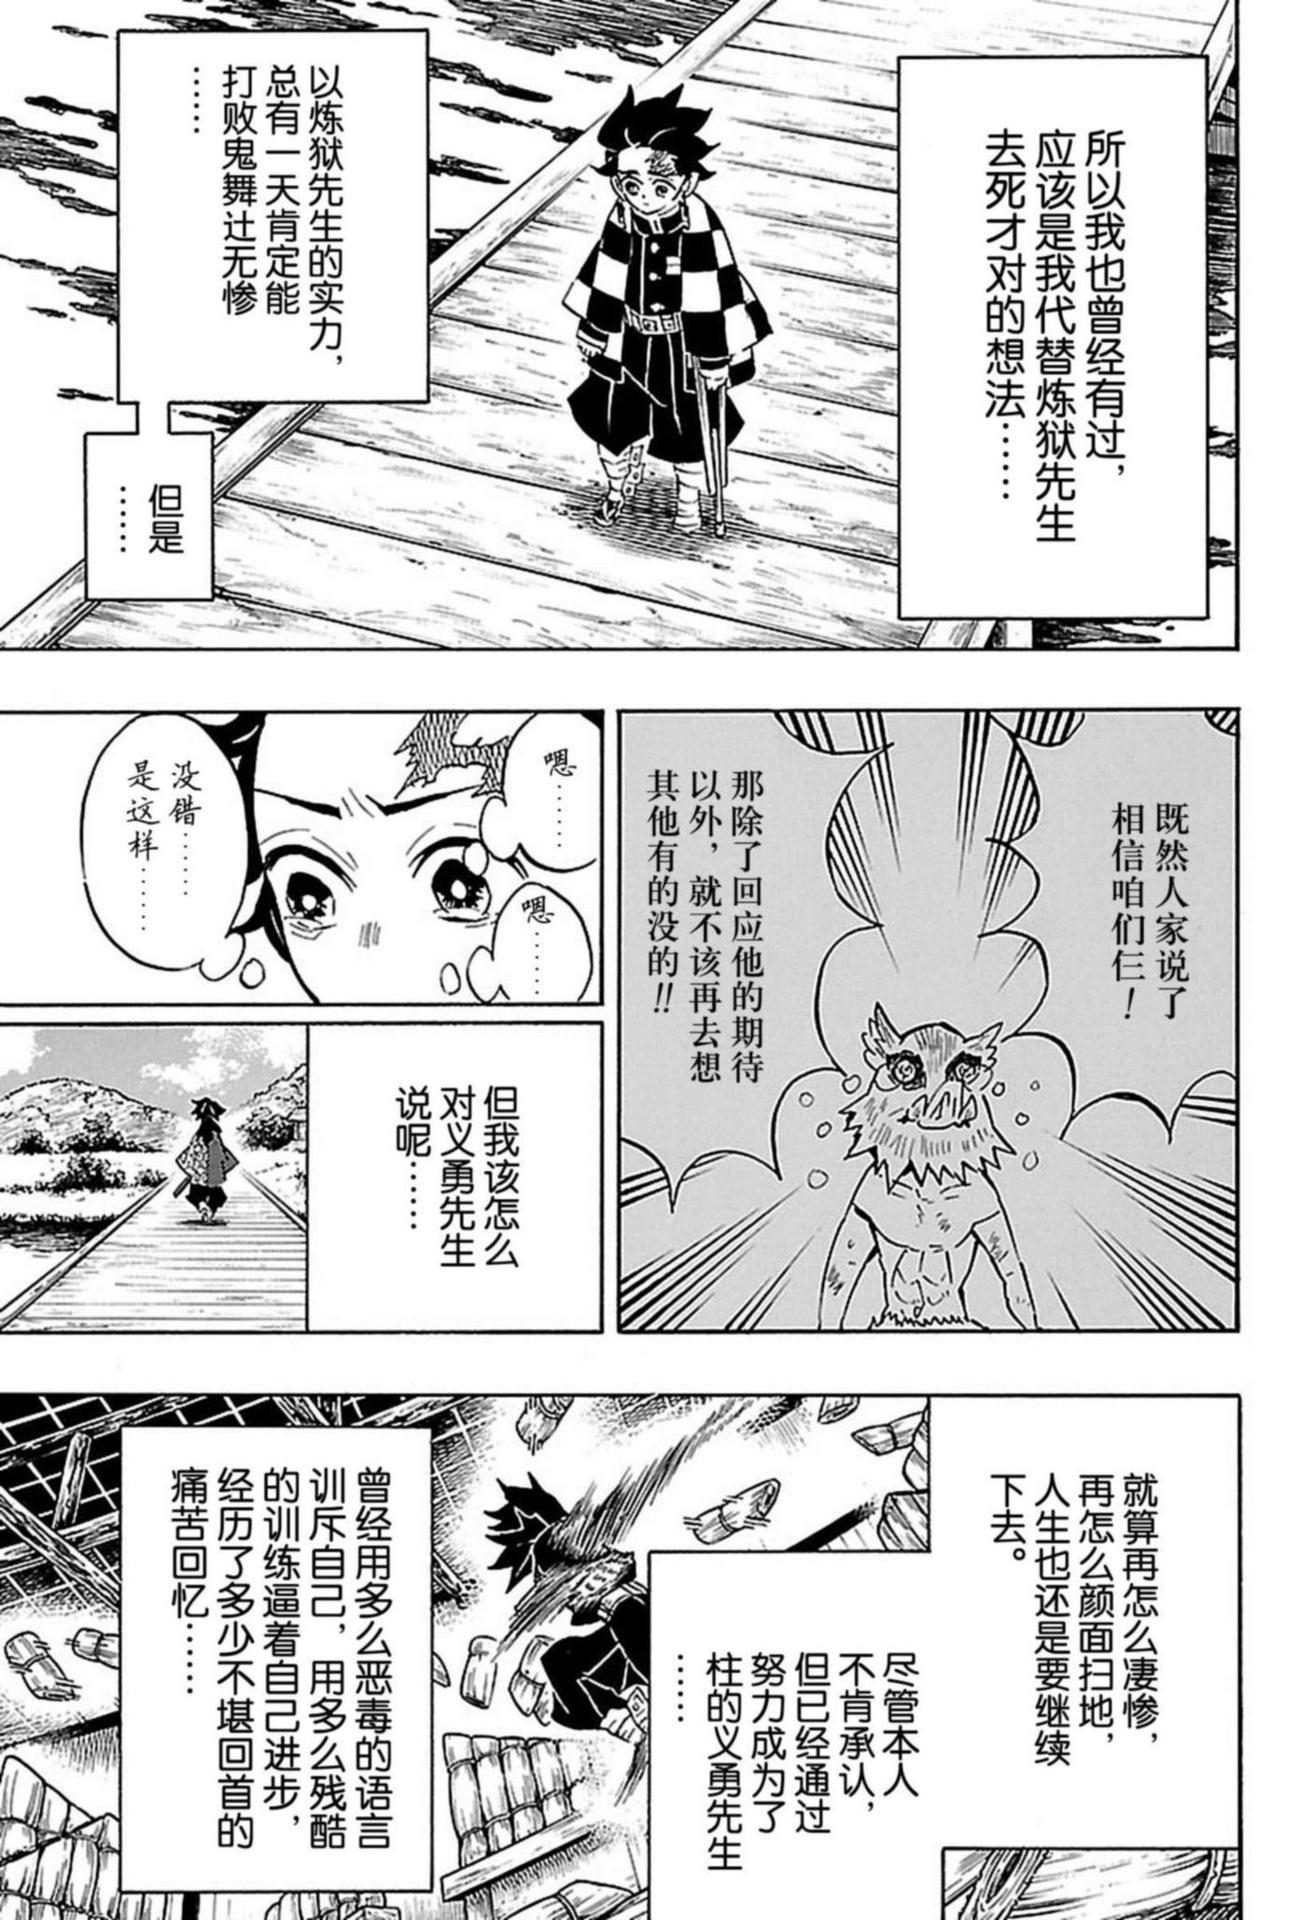 所以我也曾经有过，
应该是我代替炼狱先生
去死才对的想法……
以炼狱先生的实力，
总有一天肯定能
打败鬼舞辻无惨
……
但是
……
既然人家说了
相信咱们仨！
那除了回应他的期待
以外，就不该再去想
其他有的没的！！
嗯……
嗯……
没错……
是这样……
但我该怎么
对义勇先生
说呢……
就算再怎么凄惨，
再怎么颜面扫地，
人生也还是要继续
下去。
尽管本人
不肯承认，
但已经通过
努力成为了
柱的义勇先生
……
曾经用多么恶毒的语言
训斥自己，用多么残酷
的训练逼着自己进步，
经历了多少不堪回首的
痛苦回忆……